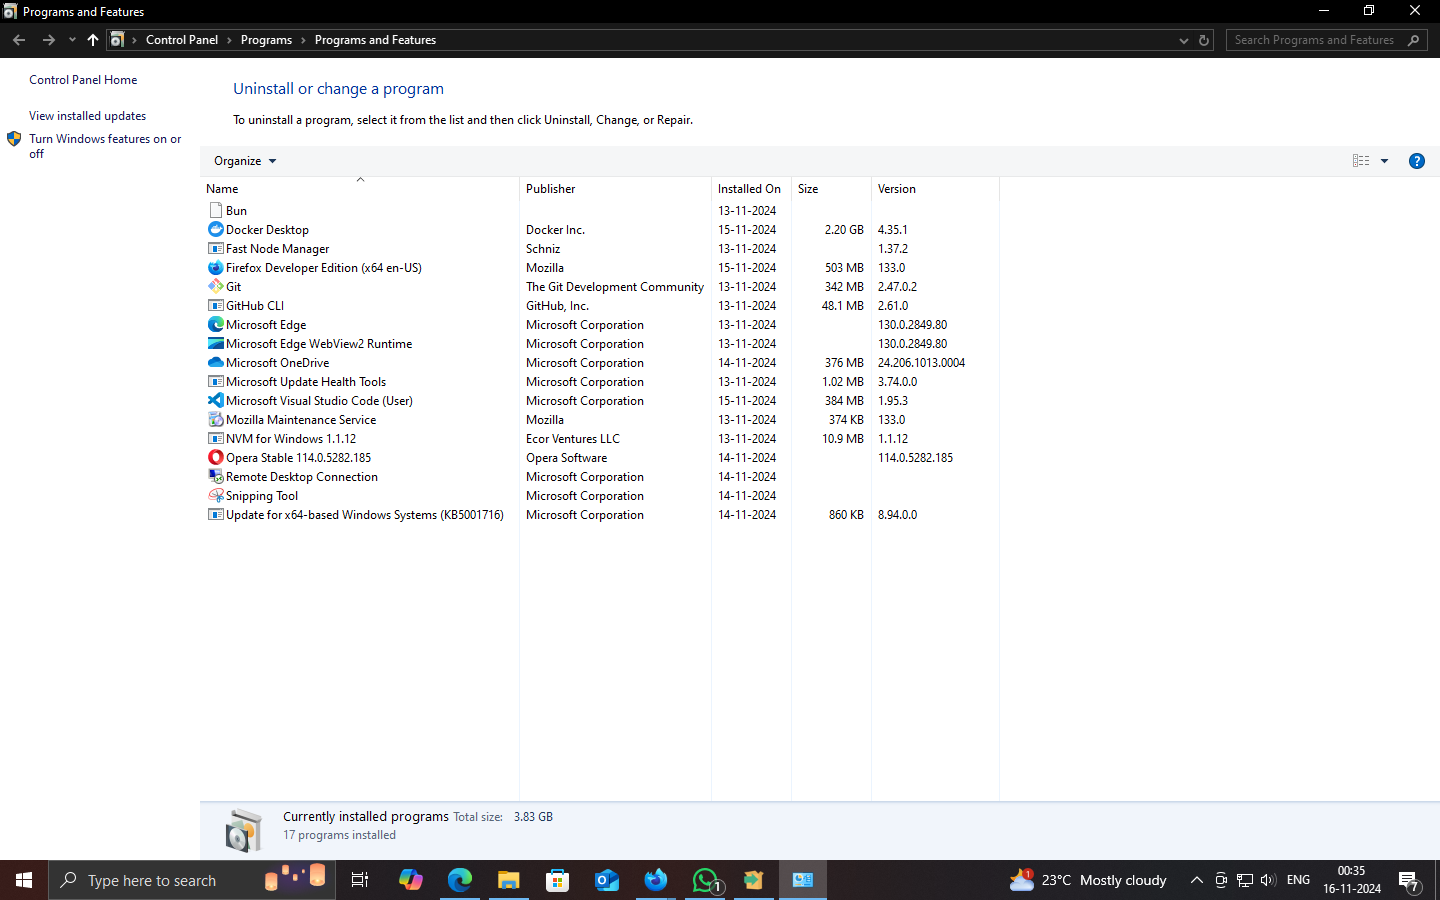 Programs and Features
Control Panel > Programs > Programs and Features
Search Programs and Features
Control Panel Home
View installed updates
Turn Windows features on or
off
Uninstall or change a program
To uninstall a program, select it from the list and then click Uninstall, Change, or Repair.
Organize
Name Publisher Installed On Size Version
Bun 13-11-2024
Docker Desktop Docker Inc. 15-11-2024 2.20 GB 4.35.1
Fast Node Manager Schniz 13-11-2024 1.37.2
Firefox Developer Edition (x64 en-US) Mozilla 15-11-2024 503 MB 133.0
Git The Git Development Community 13-11-2024 342 MB 2.47.0.2
GitHub CLI GitHub, Inc. 13-11-2024 48.1 MB 2.61.0
Microsoft Edge Microsoft Corporation 13-11-2024 130.0.2849.80
Microsoft Edge WebView2 Runtime Microsoft Corporation 13-11-2024 130.0.2849.80
Microsoft OneDrive Microsoft Corporation 14-11-2024 376 MB 24.206.1013.0004
Microsoft Update Health Tools Microsoft Corporation 13-11-2024 1.02 MB 3.74.0.0
Microsoft Visual Studio Code (User) Microsoft Corporation 15-11-2024 384 MB 1.95.3
Mozilla Maintenance Service Mozilla 13-11-2024 374 KB 133.0
NVM for Windows 1.1.12 Ecor Ventures LLC 13-11-2024 10.9 MB 1.1.12
Opera Stable 114.0.5282.185 Opera Software 14-11-2024 114.0.5282.185
Remote Desktop Connection Microsoft Corporation 14-11-2024
Snipping Tool Microsoft Corporation 14-11-2024
Update for x64-based Windows Systems (KB5001716) Microsoft Corporation 14-11-2024 860 KB 8.94.0.0
Currently installed programs Total size: 3.83 GB
17 programs installed
Type here to search
1
1
23°C Mostly cloudy
ENG
00:35
16-11-2024
7